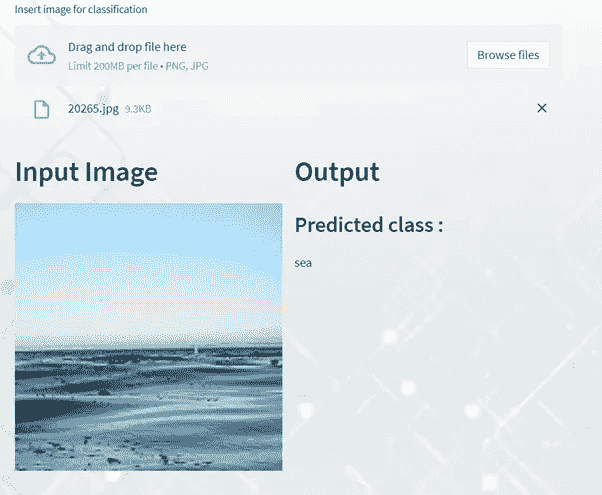 Insert image for classification
Drag and drop file here
Limit 200MB per file • PNG, JPG
Browse files
20265.jpg 9.3KB
Input Image
Output
Predicted class :
sea